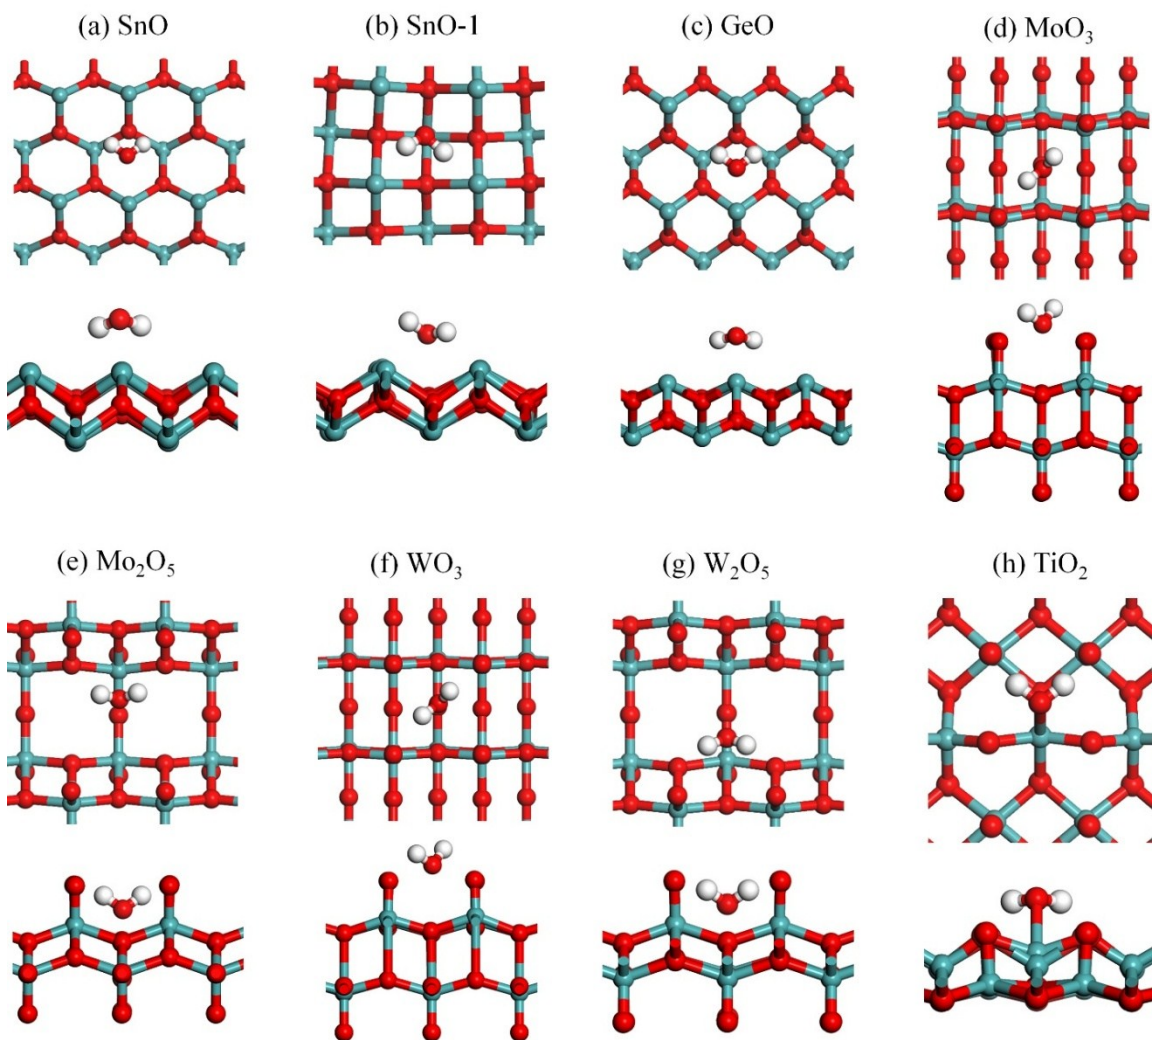 (a) SnO
(b) SnO-1
(c) GeO
(d) MoO₃
(e) Mo₂O₅
(f) WO₃
(g) W₂O₅
(h) TiO₂